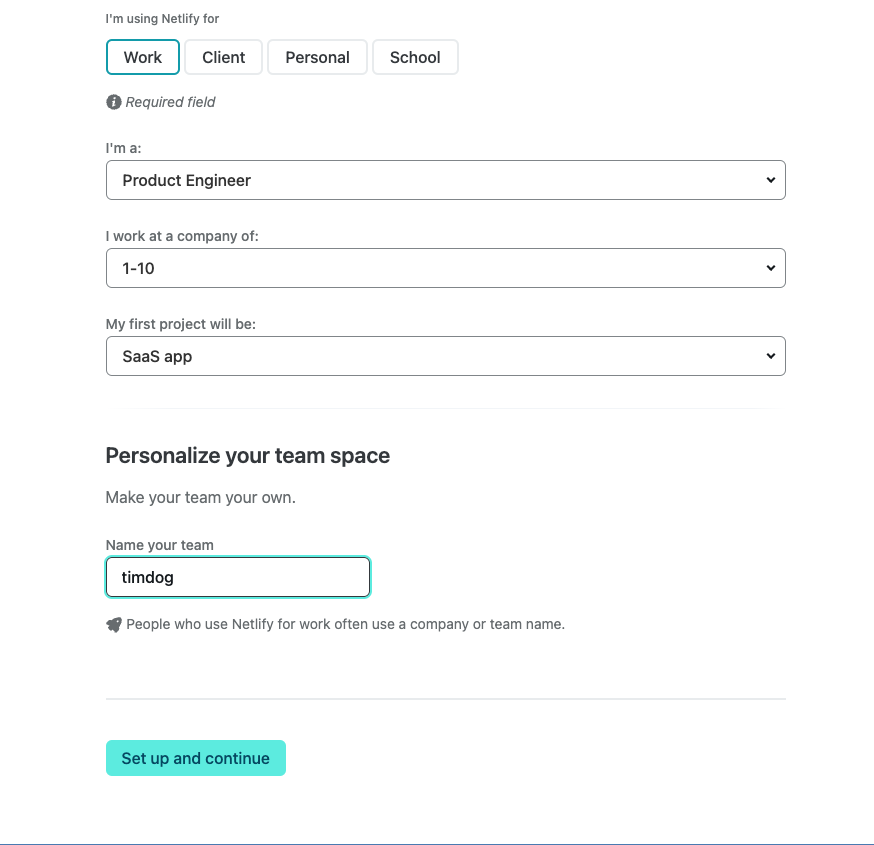 I'm using Netlify for
Work Client Personal School
Required field
I'm a:
Product Engineer
I work at a company of:
1-10
My first project will be:
SaaS app
Personalize your team space
Make your team your own.
Name your team
timdog
People who use Netlify for work often use a company or team name.
Set up and continue